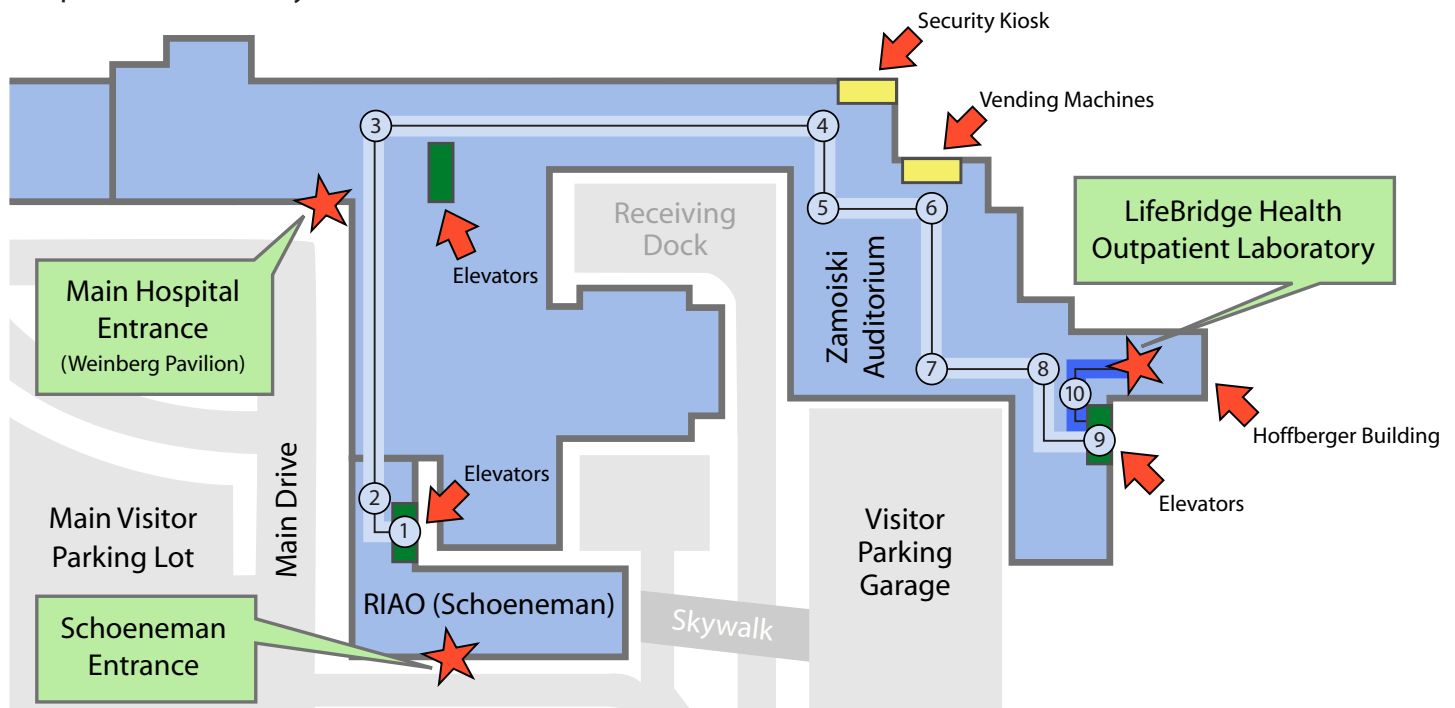 Security Kiosk
Vending Machines
3
4
5
6
Receiving
Dock
LifeBridge Health
Outpatient Laboratory
Elevators
Main Hospital
Entrance
(Weinberg Pavilion)
Zamoiski
Auditorium
7
8
10
9
Hoffberger Building
Elevators
Elevators
2
1
Main Visitor
Parking Lot
Main Drive
Visitor
Parking
Garage
RIAO (Schoeneman)
Skywalk
Schoeneman
Entrance